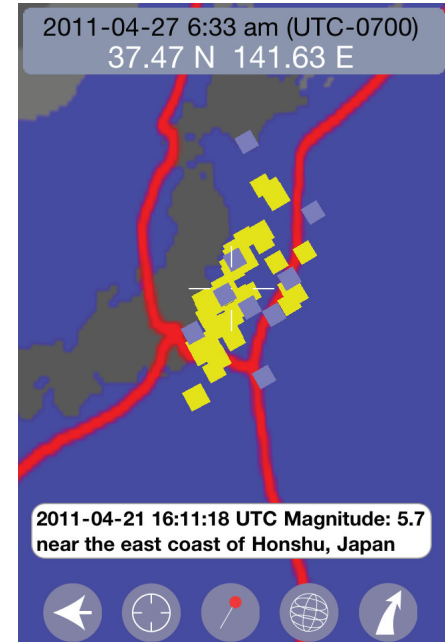 2011-04-27 6:33 am (UTC-0700)
37.47 N 141.63 E
2011-04-21 16:11:18 UTC Magnitude: 5.7
near the east coast of Honshu, Japan